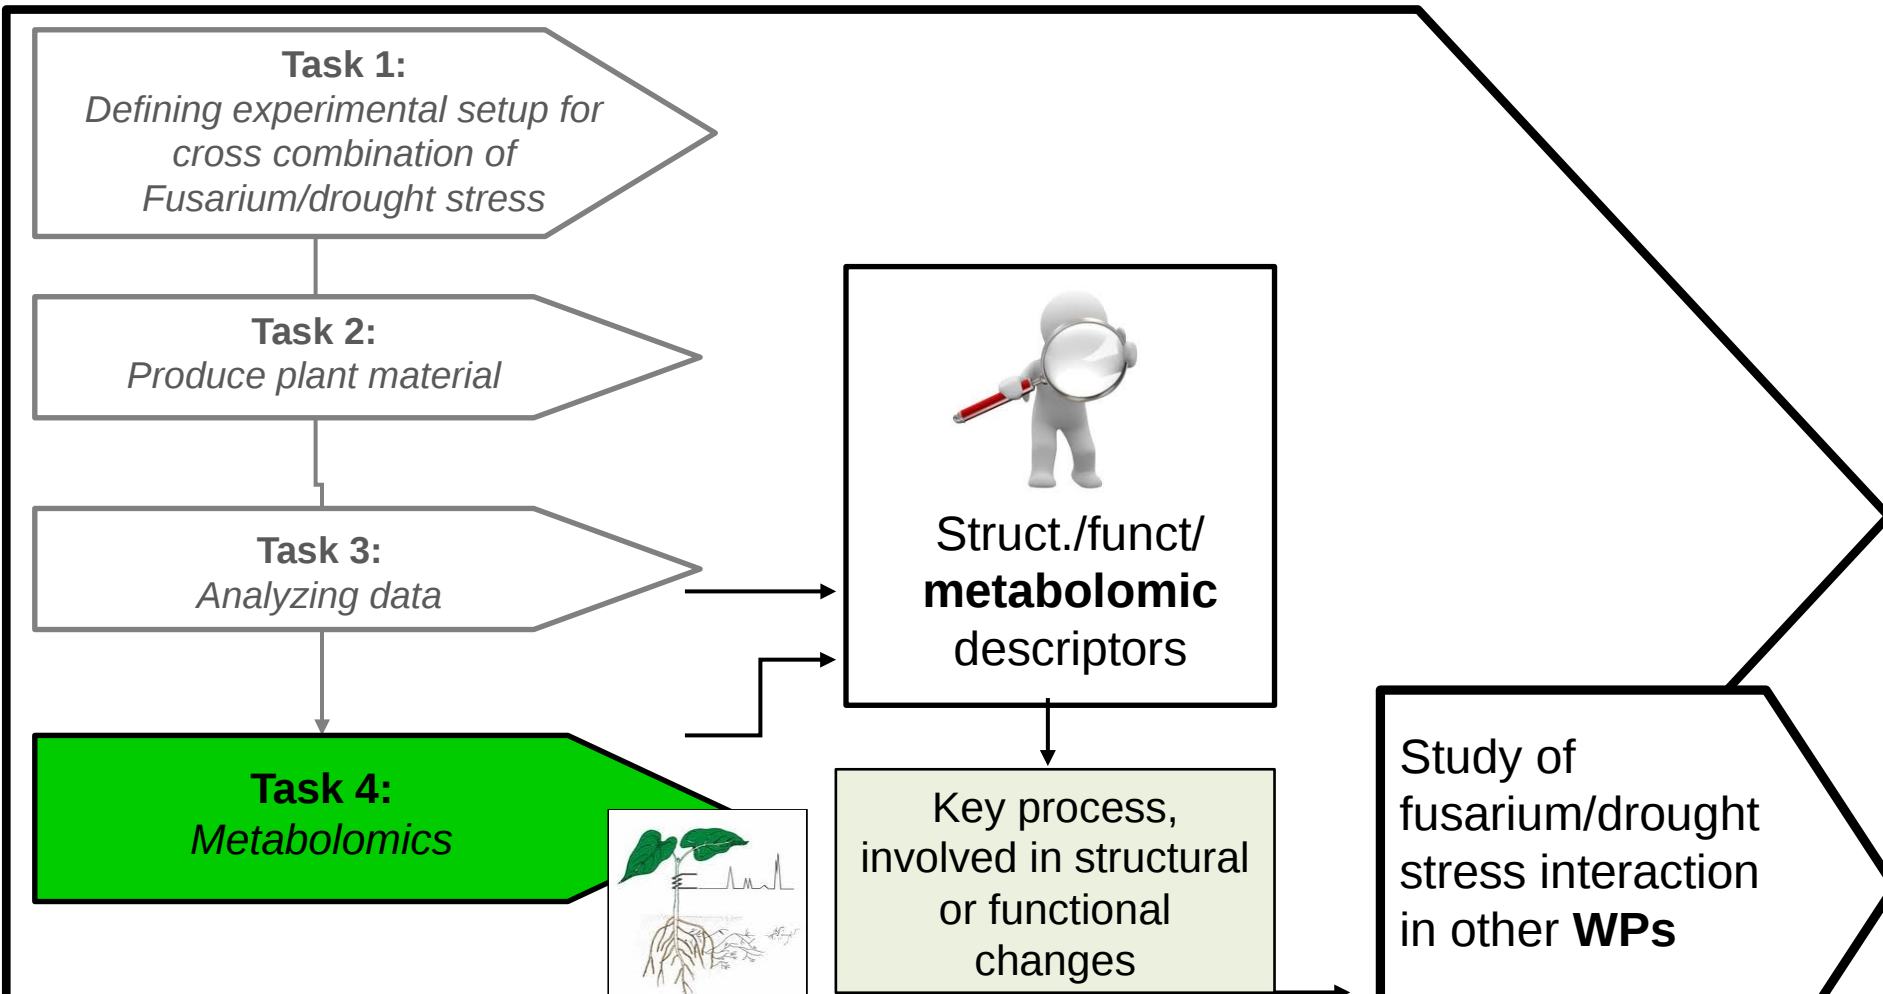 Task 1:
Defining experimental setup for
cross combination of
Fusarium/drought stress
Task 2:
Produce plant material
Task 3:
Analyzing data
Task 4:
Metabolomics
Struct./funct/
metabolomic
descriptors
Key process,
involved in structural
or functional
changes
Study of
fusarium/drought
stress interaction
in other WPs